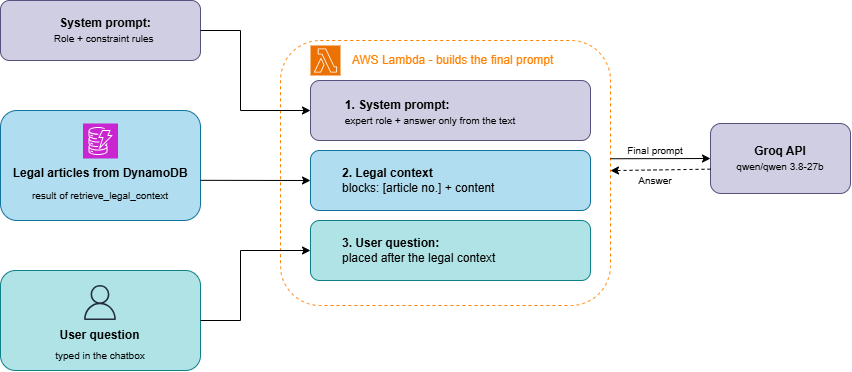 System prompt:
Role + constraint rules
Legal articles from DynamoDB
result of retrieve_legal_context
User question
typed in the chatbox
AWS Lambda - builds the final prompt
1. System prompt:
expert role + answer only from the text
2. Legal context
blocks: [article no.] + content
3. User question:
placed after the legal context
Final prompt
Answer
Groq API
qwen/qwen 3.8-27b